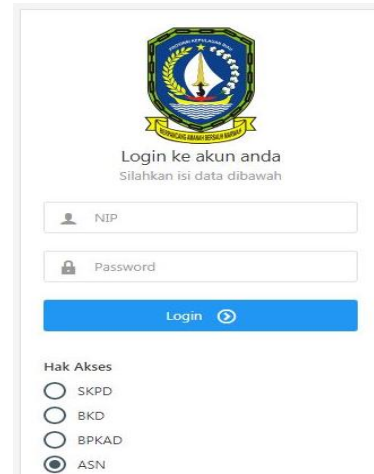 PROVINSI KEPULAUAN RIAU
BERPANCANG AMANAH BERSAUH MARWAH
Login ke akun anda
Silahkan isi data dibawah
NIP
Password
Login
Hak Akses
SKPD
BKD
BPKAD
ASN